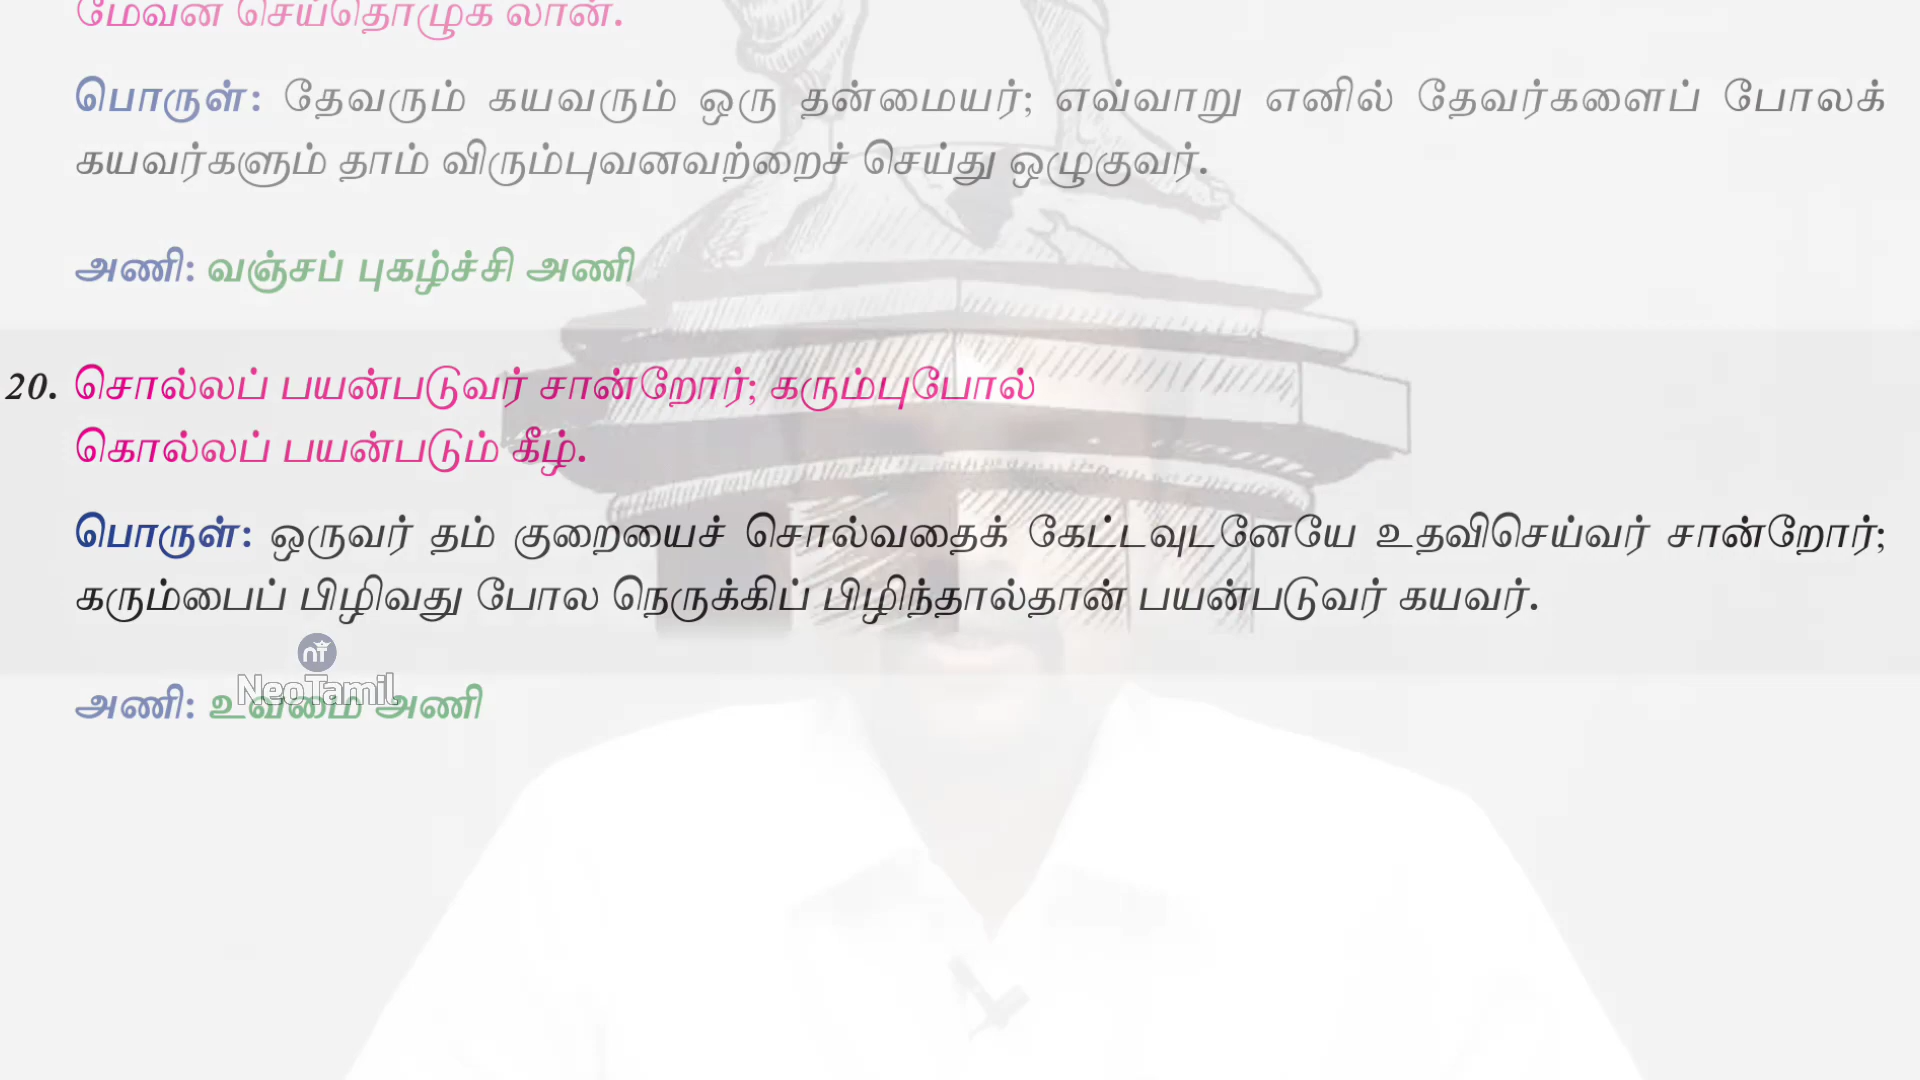 மேவன செய்தொழுக லான்.
பொருள்: தேவரும் கயவரும் ஒரு தன்மையர்; எவ்வாறு எனில் தேவர்களைப் போலக்
கயவர்களும் தாம் விரும்புவனவற்றைச் செய்து ஒழுகுவர்.
அணி: வஞ்சப் புகழ்ச்சி அணி
20. சொல்லப் பயன்படுவர் சான்றோர்; கரும்புபோல்
கொல்லப் பயன்படும் கீழ்.
பொருள்: ஒருவர் தம் குறையைச் சொல்வதைக் கேட்டவுடனேயே உதவிசெய்வர் சான்றோர்;
கரும்பைப் பிழிவது போல நெருக்கிப் பிழிந்தால்தான் பயன்படுவர் கயவர்.
NeoTamil
அணி: உவமை அணி